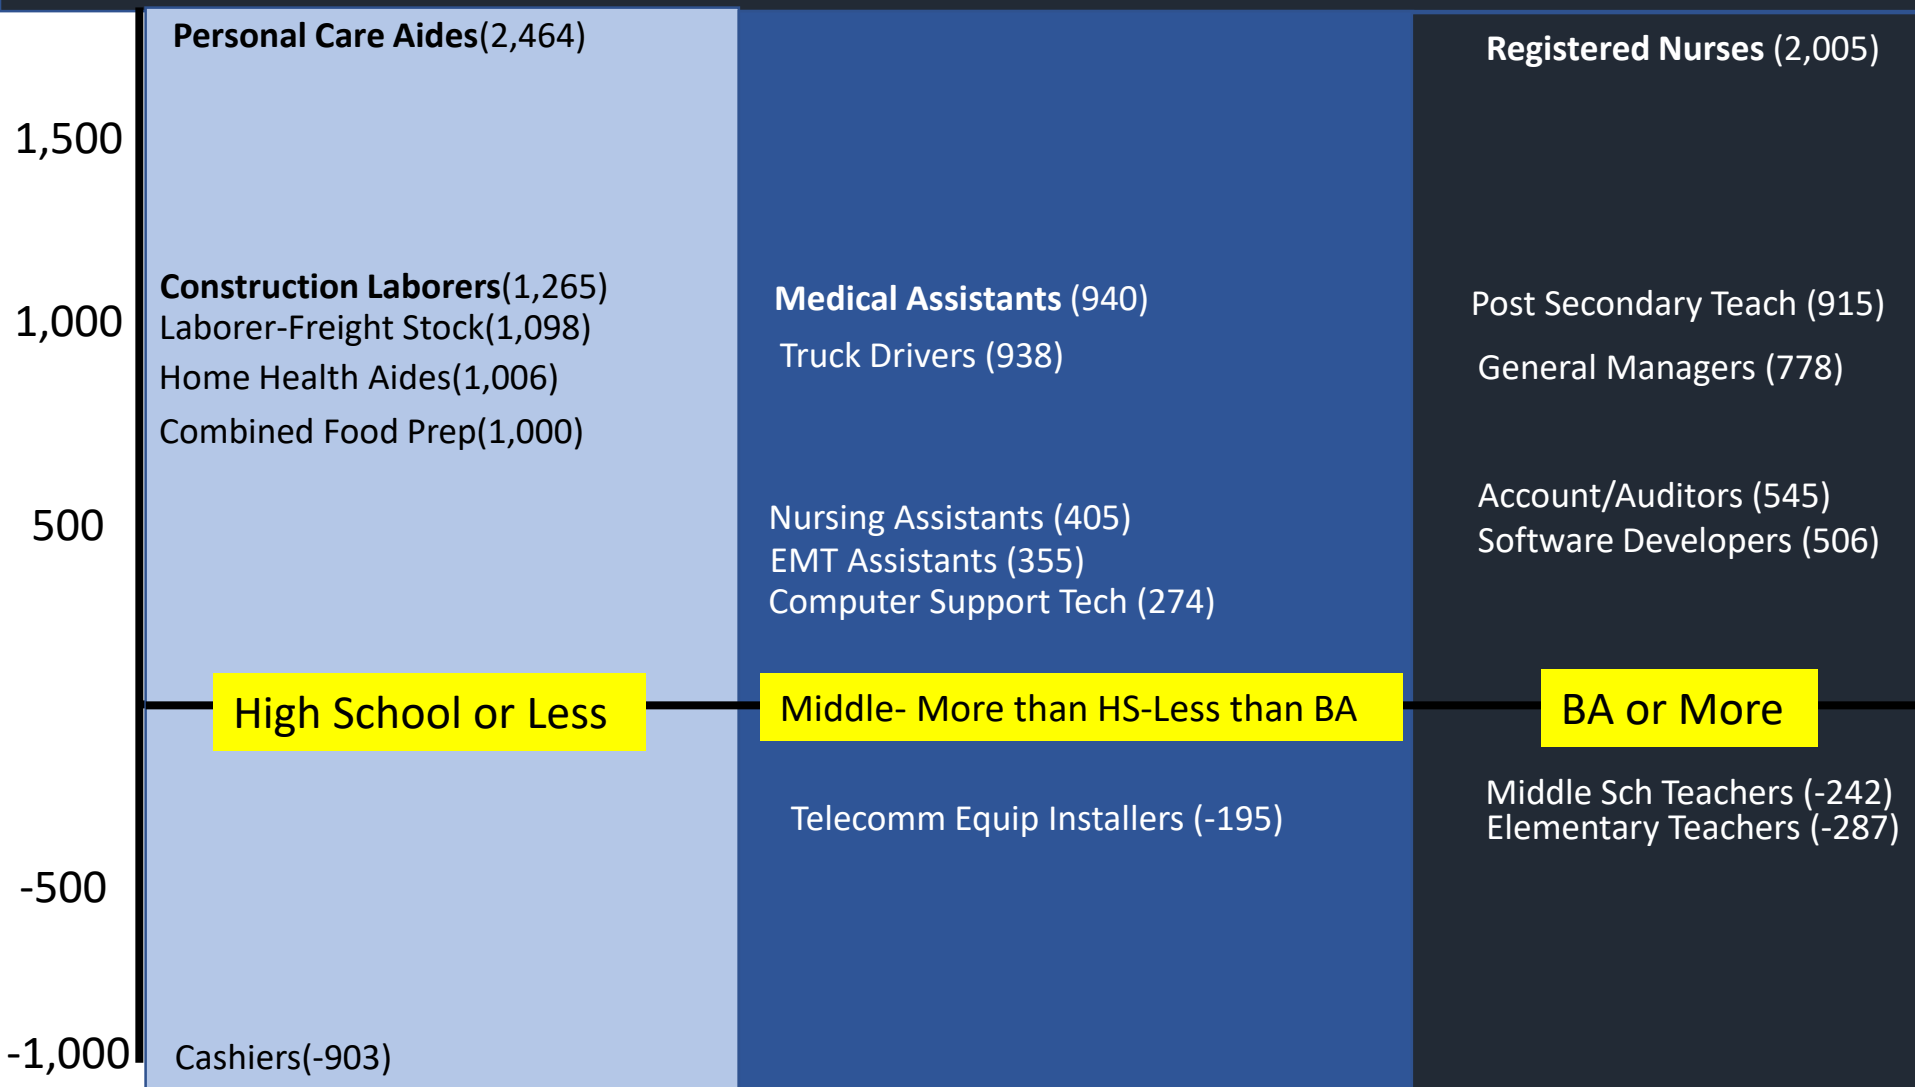 1,500
1,000
500
-500
-1,000
Personal Care Aides(2,464)
Construction Laborers(1,265)
Laborer-Freight Stock(1,098)
Home Health Aides(1,006)
Combined Food Prep(1,000)
High School or Less
Cashiers(-903)
Medical Assistants (940)
Truck Drivers (938)
Nursing Assistants (405)
EMT Assistants (355)
Computer Support Tech (274)
Middle- More than HS-Less than BA
Telecomm Equip Installers (-195)
Registered Nurses (2,005)
Post Secondary Teach (915)
General Managers (778)
Account/Auditors (545)
Software Developers (506)
BA or More
Middle Sch Teachers (-242)
Elementary Teachers (-287)